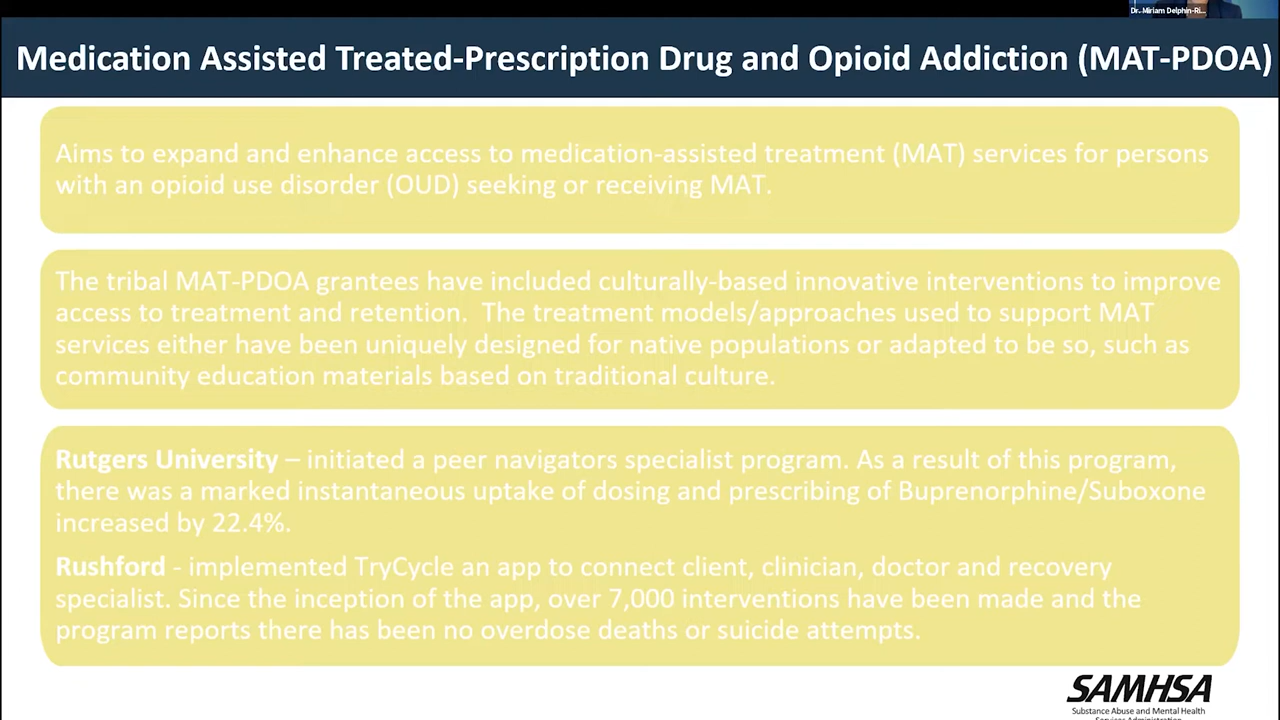 Dr. Miriam Delphin-Ri...
Medication Assisted Treated-Prescription Drug and Opioid Addiction (MAT-PDOA)
Aims to expand and enhance access to medication-assisted treatment (MAT) services for persons
with an opioid use disorder (OUD) seeking or receiving MAT.
The tribal MAT-PDOA grantees have included culturally-based innovative interventions to improve
access to treatment and retention.  The treatment models/approaches used to support MAT
services either have been uniquely designed for native populations or adapted to be so, such as
community education materials based on traditional culture.
Rutgers University – initiated a peer navigators specialist program. As a result of this program,
there was a marked instantaneous uptake of dosing and prescribing of Buprenorphine/Suboxone
increased by 22.4%.
Rushford - implemented TryCycle an app to connect client, clinician, doctor and recovery
specialist. Since the inception of the app, over 7,000 interventions have been made and the
program reports there has been no overdose deaths or suicide attempts.
SAMHSA
Substance Abuse and Mental Health
Services Administration